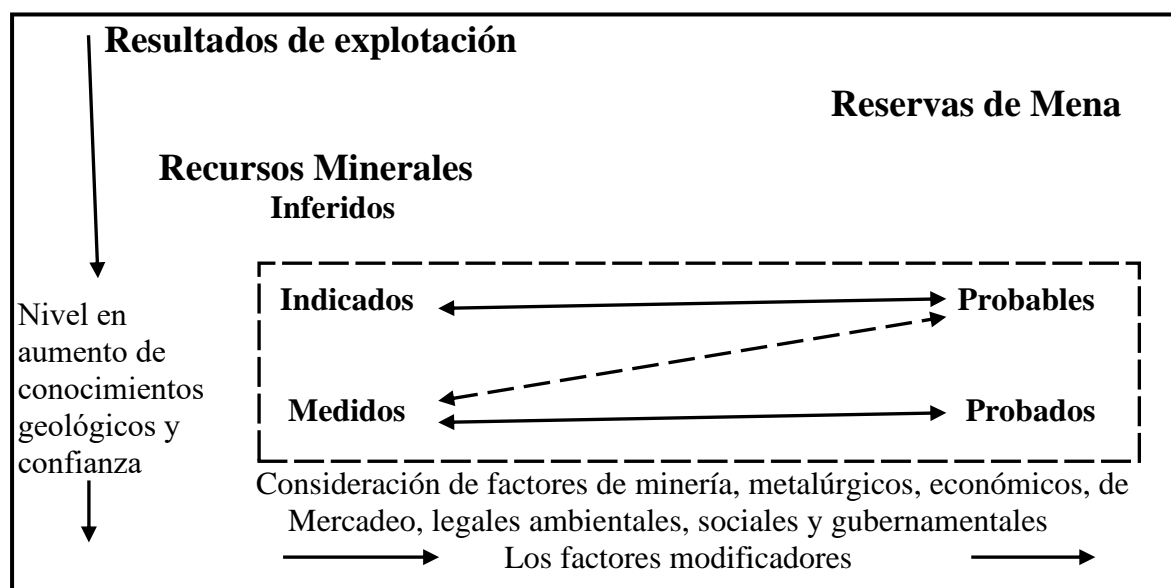 Resultados de explotación
Reservas de Mena
Recursos Minerales
Inferidos
Indicados
Probables
Nivel en
aumento de
conocimientos
geológicos y
confianza
Medidos
Probados
Consideración de factores de minería, metalúrgicos, económicos, de
Mercadeo, legales ambientales, sociales y gubernamentales
Los factores modificadores